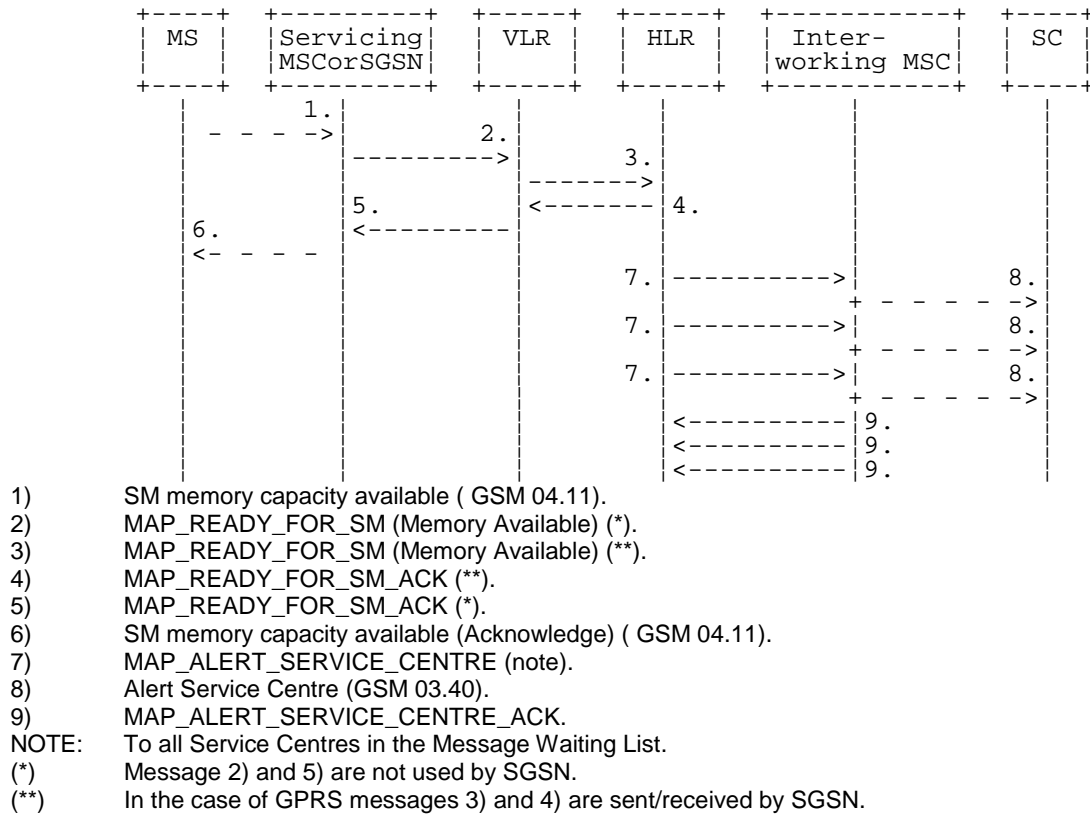 MS Servicing VLR HLR Inter- SC
MSCorSGSN working MSC
1.
2.
3.
5. 4.
6.
7. 8.
7. 8.
7. 8.
9.
9.
9.
1) SM memory capacity available ( GSM 04.11).
2) MAP_READY_FOR_SM (Memory Available) (*).
3) MAP_READY_FOR_SM (Memory Available) (**).
4) MAP_READY_FOR_SM_ACK (**).
5) MAP_READY_FOR_SM_ACK (*).
6) SM memory capacity available (Acknowledge) ( GSM 04.11).
7) MAP_ALERT_SERVICE_CENTRE (note).
8) Alert Service Centre (GSM 03.40).
9) MAP_ALERT_SERVICE_CENTRE_ACK.
NOTE: To all Service Centres in the Message Waiting List.
(*) Message 2) and 5) are not used by SGSN.
(**) In the case of GPRS messages 3) and 4) are sent/received by SGSN.